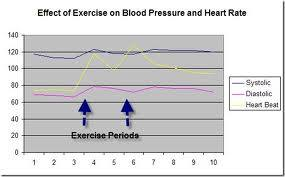 Effect of Exercise on Blood Pressure and Heart Rate
140
120
100
80
60
40
20
0
Systolic
Diastolic
Heart Beat
Exercise Periods
1 2 3 4 5 6 7 8 9 10